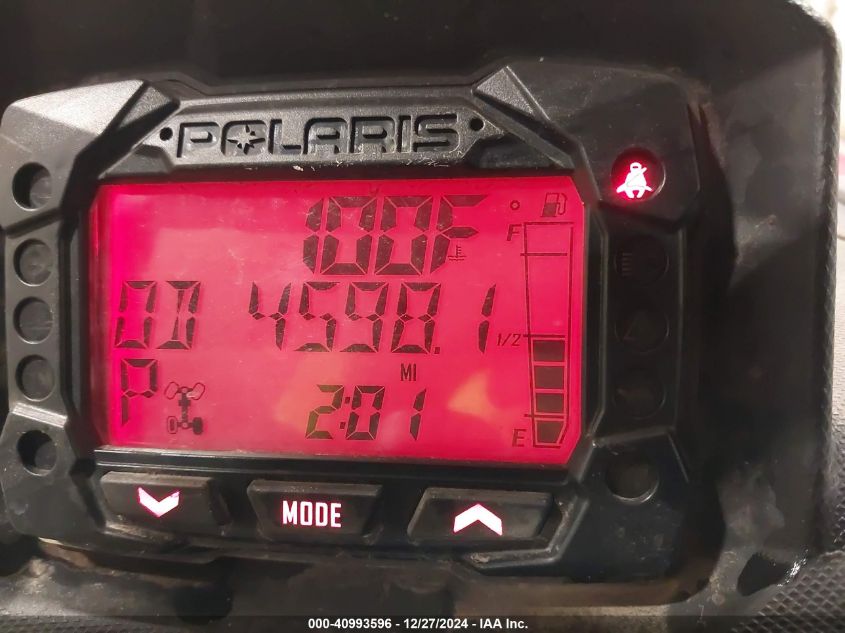 POLARIS
100F
F
OD 4598.1
1/2
MI
P 2:01
E
MODE
000-40993596 - 12/27/2024 - IAA Inc.